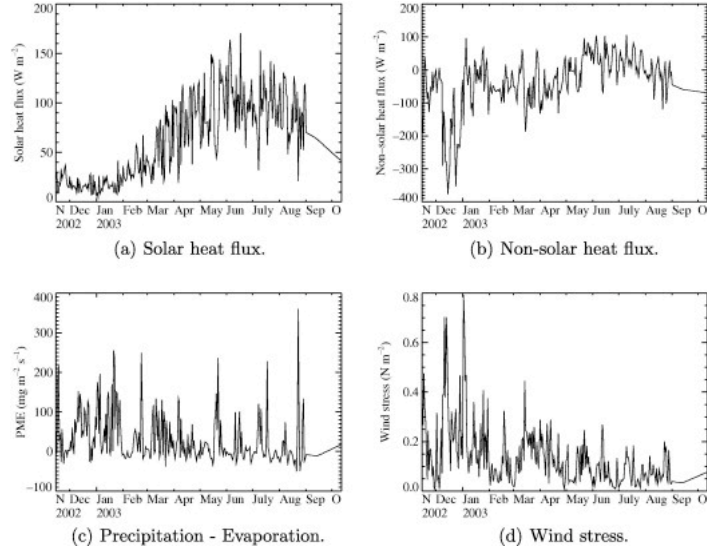 200
150
100
50
0
Solar heat flux (W m⁻²)
N Dec Jan Feb Mar Apr May Jun July Aug Sep O
2002 2003
(a) Solar heat flux.
100
0
−100
−200
−300
−400
Non−solar heat flux (W m⁻²)
N Dec Jan Feb Mar Apr May Jun July Aug Sep O
2002 2003
(b) Non-solar heat flux.
400
300
200
100
0
−100
PME (mg m⁻² s⁻¹)
N Dec Jan Feb Mar Apr May Jun July Aug Sep O
2002 2003
(c) Precipitation - Evaporation.
0.8
0.6
0.4
0.2
0.0
Wind stress (N m⁻²)
N Dec Jan Feb Mar Apr May Jun July Aug Sep O
2002 2003
(d) Wind stress.